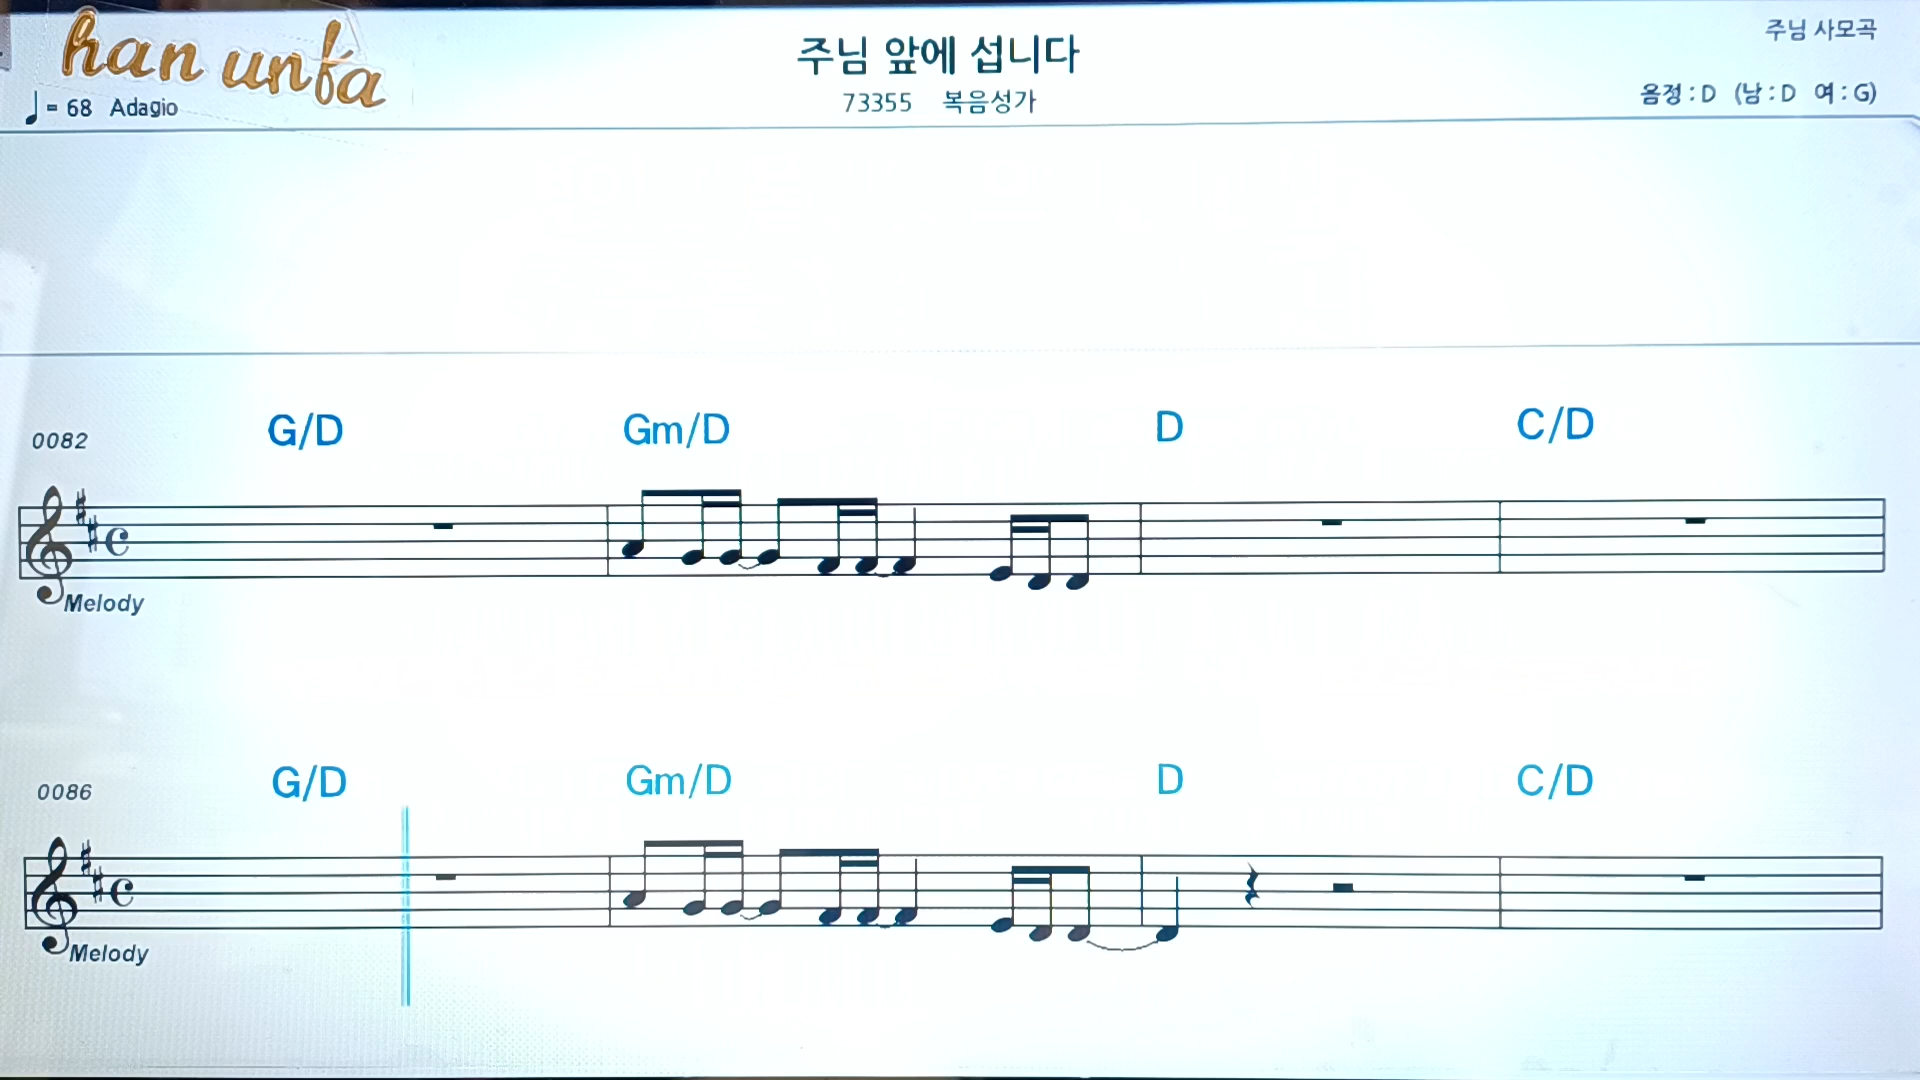 han unfa
주님 앞에 섭니다
주님 사모곡
= 68 Adagio
73355 복음성가
음정 : D (남 : D 여 : G)
0082 G/D Gm/D D C/D
Melody
0086 G/D Gm/D D C/D
Melody